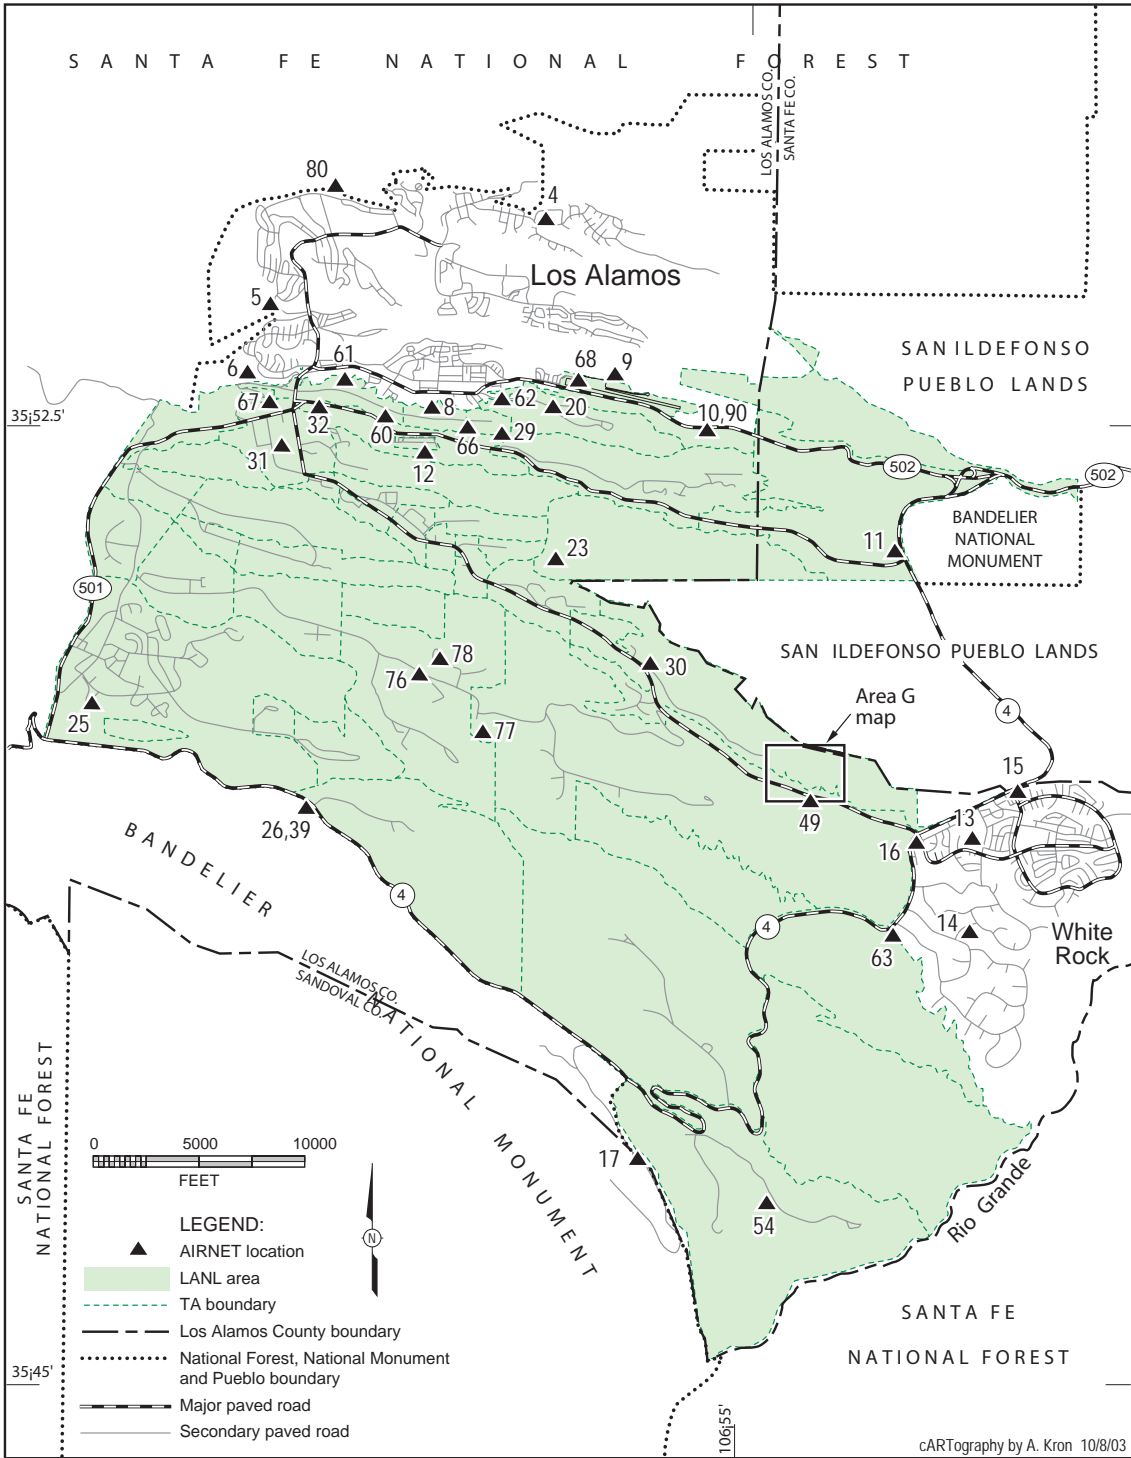 SANTA FE NATIONAL FOREST
LOS ALAMOS CO.
SANTA FE CO.
80
4
Los Alamos
5
SAN ILDEFONSO
PUEBLO LANDS
61
6
68
9
67
62
8
20
35¡52.5'
32
60
10,90
66
29
31
12
502
502
BANDELIER
NATIONAL
MONUMENT
11
23
501
SAN ILDEFONSO PUEBLO LANDS
78
30
76
Area G
map
25
4
77
15
49
13
26,39
16
BANDELIER
4
4
14
White
Rock
63
LOS ALAMOS CO.
SANDOVAL CO.
NATIONAL
SANTA FE
NATIONAL FOREST
MONUMENT
0 5000 10000
FEET
17
54
Rio Grande
N
LEGEND:
AIRNET location
LANL area
TA boundary
Los Alamos County boundary
National Forest, National Monument
and Pueblo boundary
Major paved road
Secondary paved road
SANTA FE
NATIONAL FOREST
35¡45'
106¡55'
cARTography by A. Kron 10/8/03